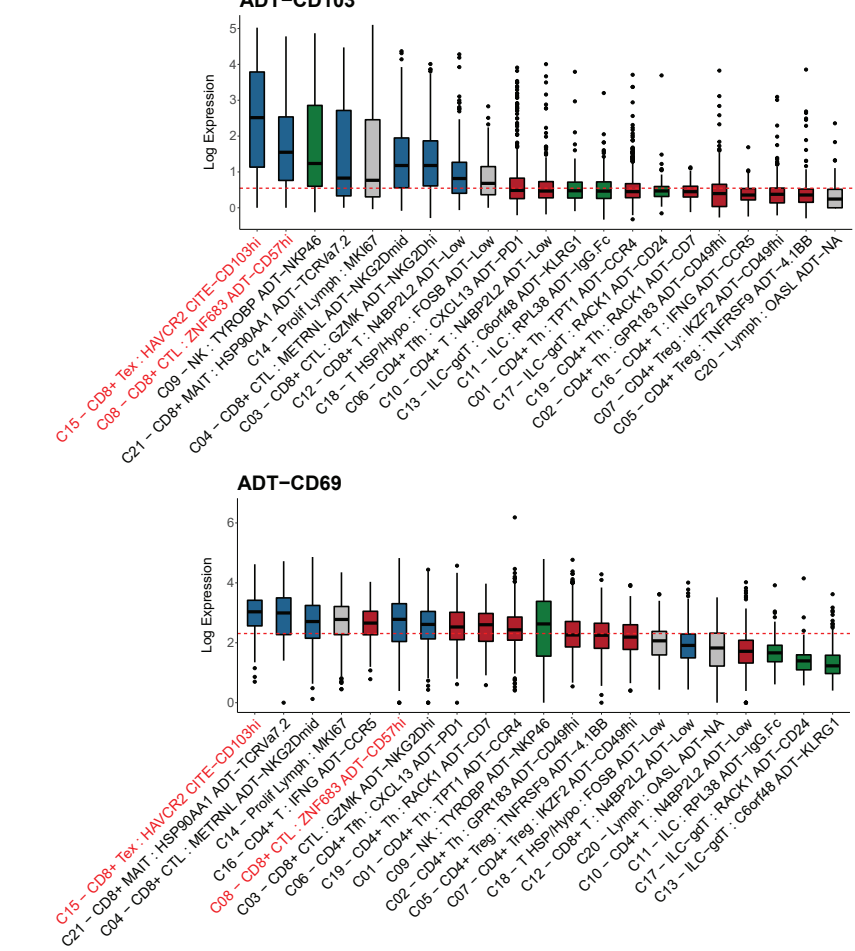 ADT−CD103
Log Expression
5
4
3
2
1
0
C15 − CD8+ Tex : HAVCR2 CITE−CD103hi
C08 − CD8+ CTL : ZNF683 ADT−CD57hi
C09 − NK : TYROBP ADT−NKP46
C21 − CD8+ MAIT : HSP90AA1 ADT−TCRVa7.2
C14 − Prolif Lymph : MKI67
C04 − CD8+ CTL : METRNL ADT−NKG2Dmid
C03 − CD8+ CTL : GZMK ADT−NKG2Dhi
C12 − CD8+ T : N4BP2L2 ADT−Low
C18 − T HSP/Hypo : FOSB ADT−Low
C06 − CD4+ Tfh : CXCL13 ADT−PD1
C10 − CD4+ T : N4BP2L2 ADT−Low
C13 − ILC−gdT : C6orf48 ADT−KLRG1
C11 − ILC : RPL38 ADT−IgG.Fc
C01 − CD4+ Th : TPT1 ADT−CCR4
C17 − ILC−gdT : RACK1 ADT−CD24
C19 − CD4+ Th : RACK1 ADT−CD7
C02 − CD4+ Th : GPR183 ADT−CD49fhi
C16 − CD4+ T : IFNG ADT−CCR5
C07 − CD4+ Treg : IKZF2 ADT−CD49fhi
C05 − CD4+ Treg : TNFRSF9 ADT−4.1BB
C20 − Lymph : OASL ADT−NA
ADT−CD69
Log Expression
6
4
2
0
C15 − CD8+ Tex : HAVCR2 CITE−CD103hi
C21 − CD8+ MAIT : HSP90AA1 ADT−TCRVa7.2
C04 − CD8+ CTL : METRNL ADT−NKG2Dmid
C14 − Prolif Lymph : MKI67
C16 − CD4+ T : IFNG ADT−CCR5
C08 − CD8+ CTL : ZNF683 ADT−CD57hi
C03 − CD8+ CTL : GZMK ADT−NKG2Dhi
C06 − CD4+ Tfh : CXCL13 ADT−PD1
C19 − CD4+ Th : RACK1 ADT−CD7
C01 − CD4+ Th : TPT1 ADT−CCR4
C09 − NK : TYROBP ADT−NKP46
C02 − CD4+ Th : GPR183 ADT−CD49fhi
C05 − CD4+ Treg : TNFRSF9 ADT−4.1BB
C07 − CD4+ Treg : IKZF2 ADT−CD49fhi
C18 − T HSP/Hypo : FOSB ADT−Low
C12 − CD8+ T : N4BP2L2 ADT−Low
C20 − Lymph : OASL ADT−NA
C10 − CD4+ T : N4BP2L2 ADT−Low
C11 − ILC : RPL38 ADT−IgG.Fc
C17 − ILC−gdT : RACK1 ADT−CD24
C13 − ILC−gdT : C6orf48 ADT−KLRG1